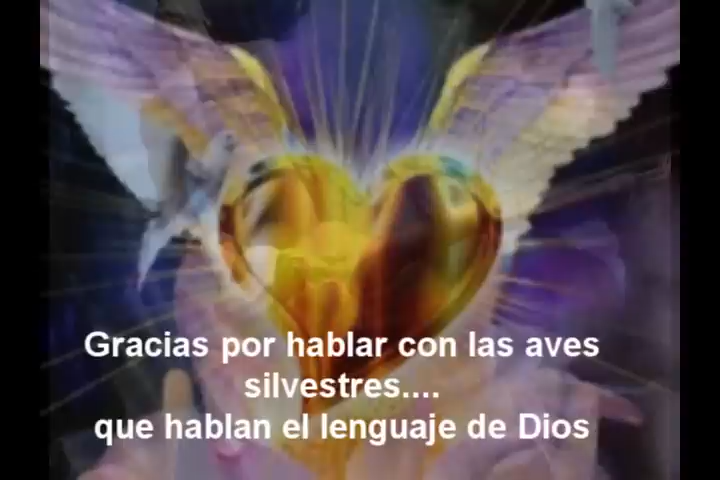 Gracias por hablar con las aves
silvestres....
que hablan el lenguaje de Dios